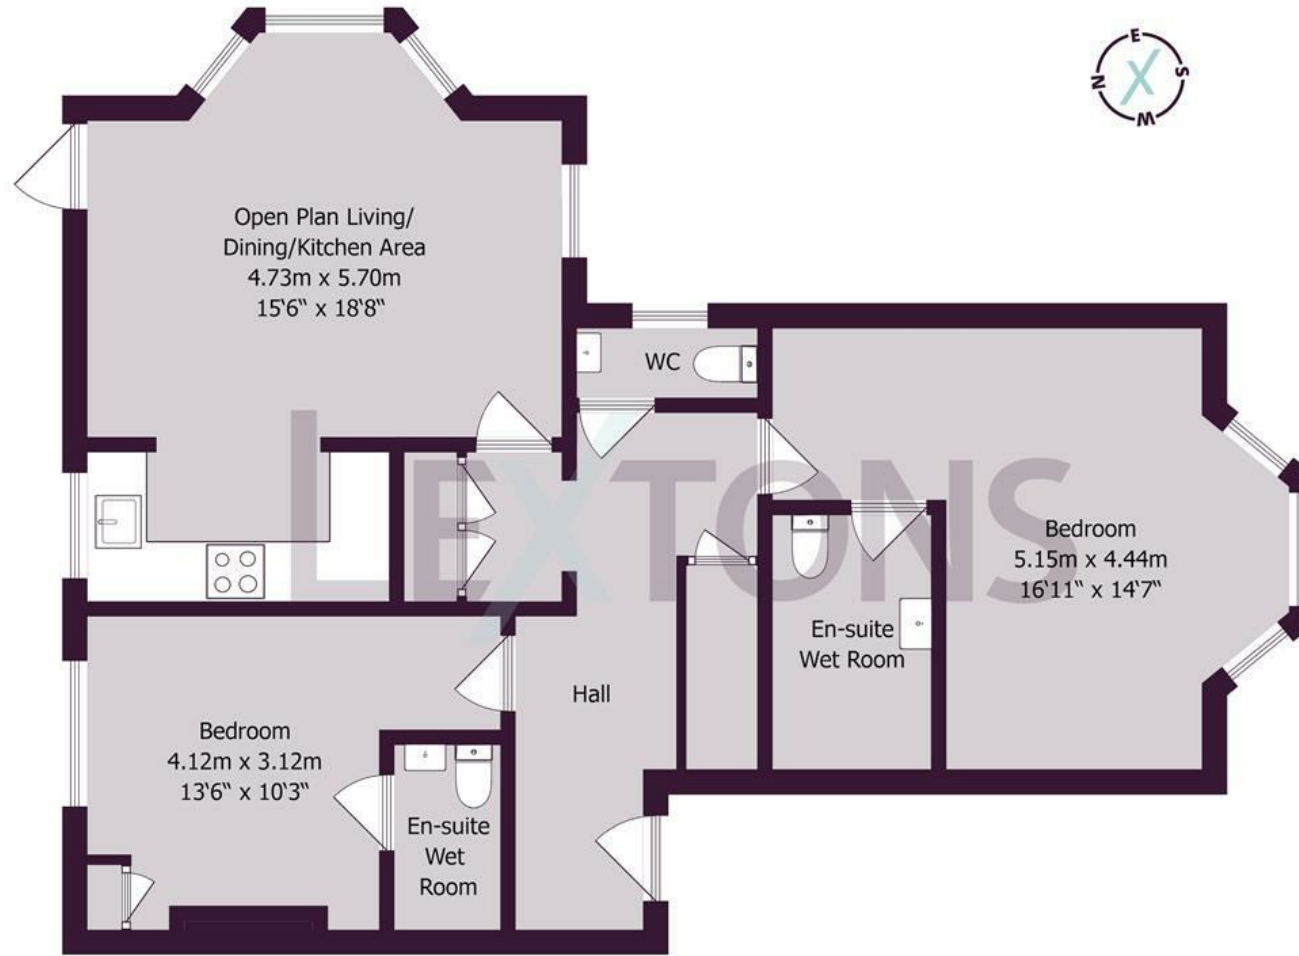 E
S
N
W
X
Open Plan Living/
Dining/Kitchen Area
4.73m x 5.70m
15'6" x 18'8"
WC
LEXTONS
Bedroom
5.15m x 4.44m
16'11" x 14'7"
En-suite
Wet Room
Hall
Bedroom
4.12m x 3.12m
13'6" x 10'3"
En-suite
Wet
Room